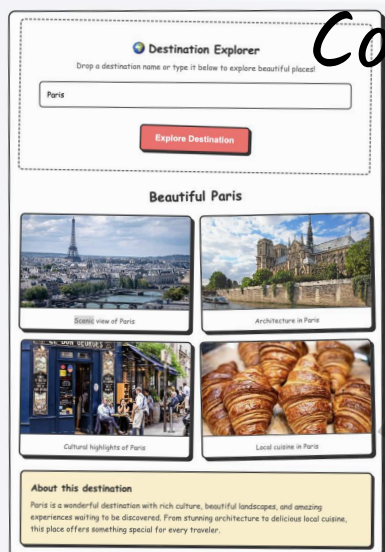 Co
🌍 Destination Explorer
Drop a destination name or type it below to explore beautiful places!
Paris
Explore Destination
Beautiful Paris
Scenic view of Paris
Architecture in Paris
LE BON GEORGES
Cultural highlights of Paris
Local cuisine in Paris
About this destination
Paris is a wonderful destination with rich culture, beautiful landscapes, and amazing
experiences waiting to be discovered. From stunning architecture to delicious local cuisine,
this place offers something special for every traveler.